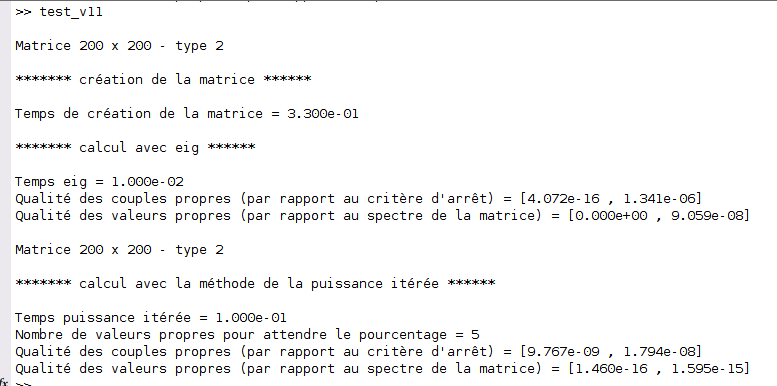 >> test_v11
Matrice 200 x 200 - type 2
******* création de la matrice ******
Temps de création de la matrice = 3.300e-01
******* calcul avec eig ******
Temps eig = 1.000e-02
Qualité des couples propres (par rapport au critère d'arrêt) = [4.072e-16 , 1.341e-06]
Qualité des valeurs propres (par rapport au spectre de la matrice) = [0.000e+00 , 9.059e-08]
Matrice 200 x 200 - type 2
******* calcul avec la méthode de la puissance itérée ******
Temps puissance itérée = 1.000e-01
Nombre de valeurs propres pour attendre le pourcentage = 5
Qualité des couples propres (par rapport au critère d'arrêt) = [9.767e-09 , 1.794e-08]
Qualité des valeurs propres (par rapport au spectre de la matrice) = [1.460e-16 , 1.595e-15]
fx >>